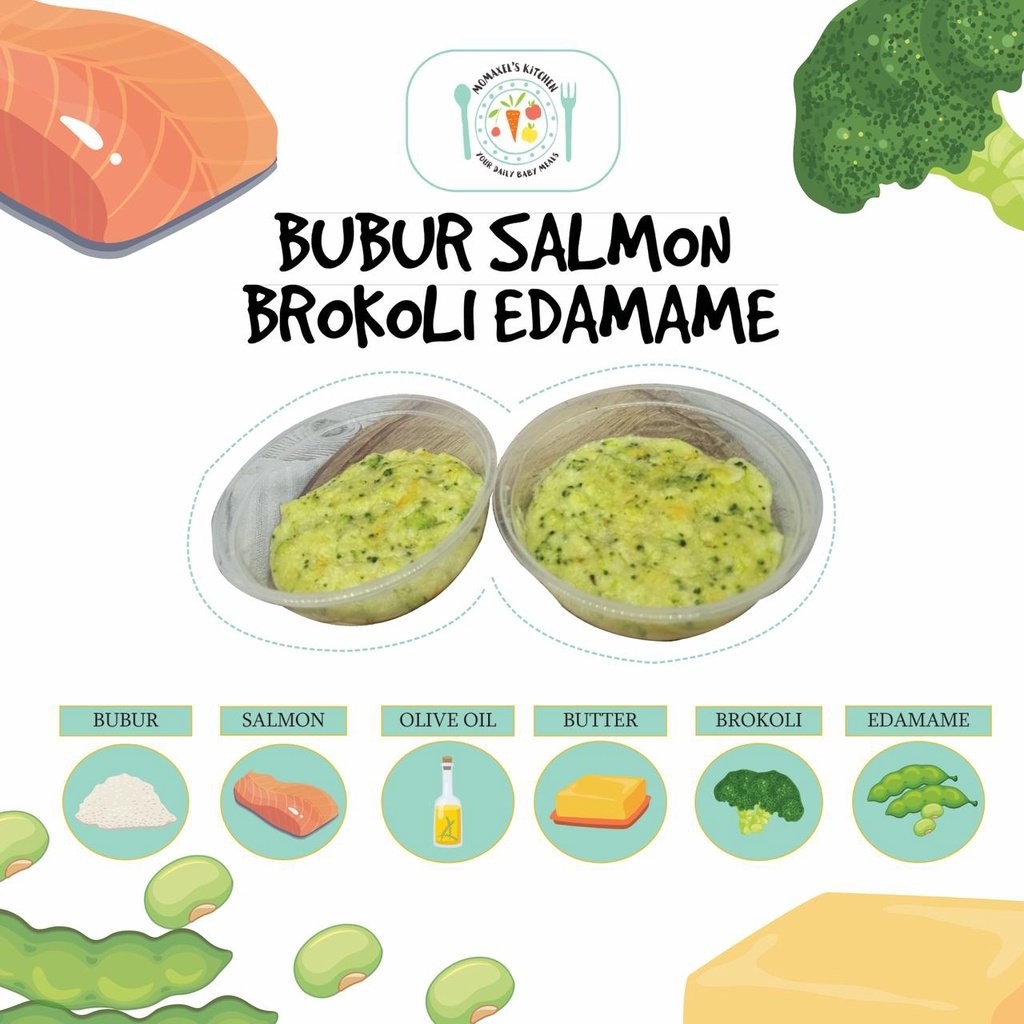 MOMAXEL'S KITCHEN
YOUR DAILY BABY MEALS
BUBUR SALMON
BROKOLI EDAMAME
BUBUR
SALMON
OLIVE OIL
BUTTER
BROKOLI
EDAMAME